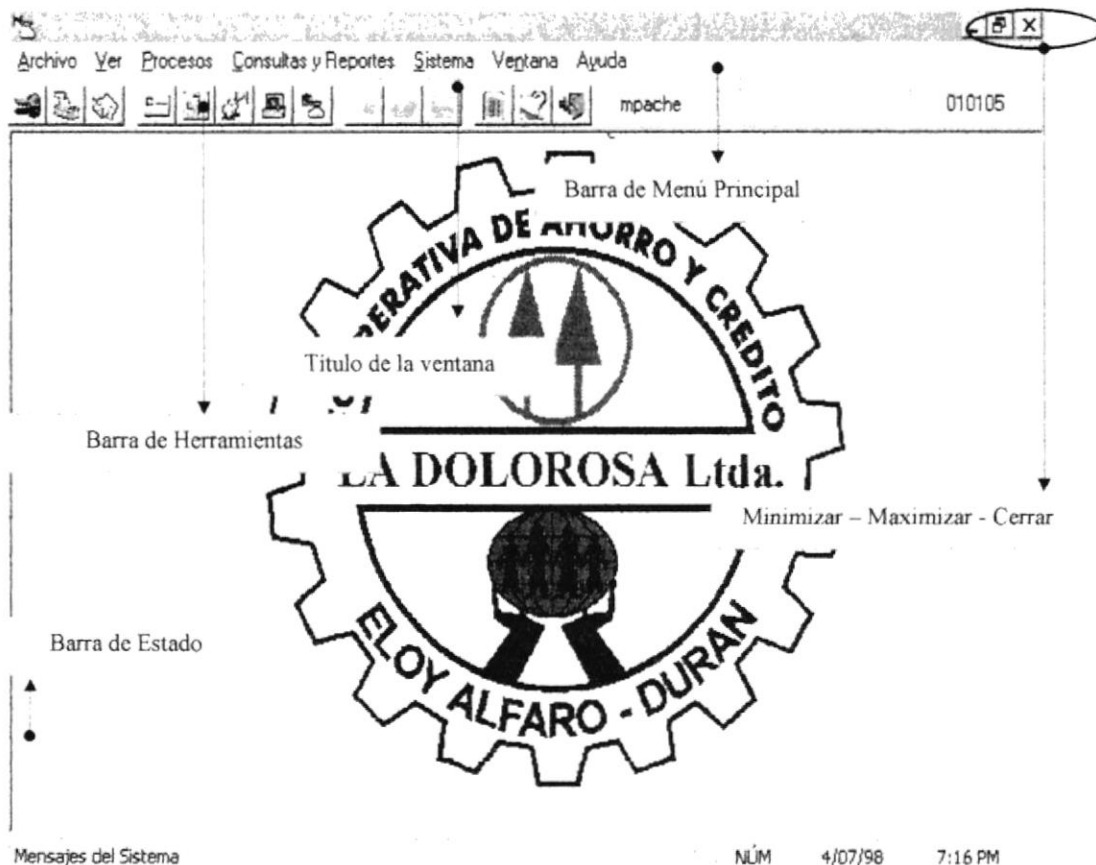 Archivo Ver Procesos Consultas y Reportes Sistema Ventana Ayuda
mpache 010105
Barra de Menú Principal
PERATIVA DE AHORRO Y CREDITO
Titulo de la ventana
Barra de Herramientas
LA DOLOROSA Ltda.
Minimizar – Maximizar - Cerrar
Barra de Estado
ELOY ALFARO - DURAN
Mensajes del Sistema NÚM 4/07/98 7:16 PM